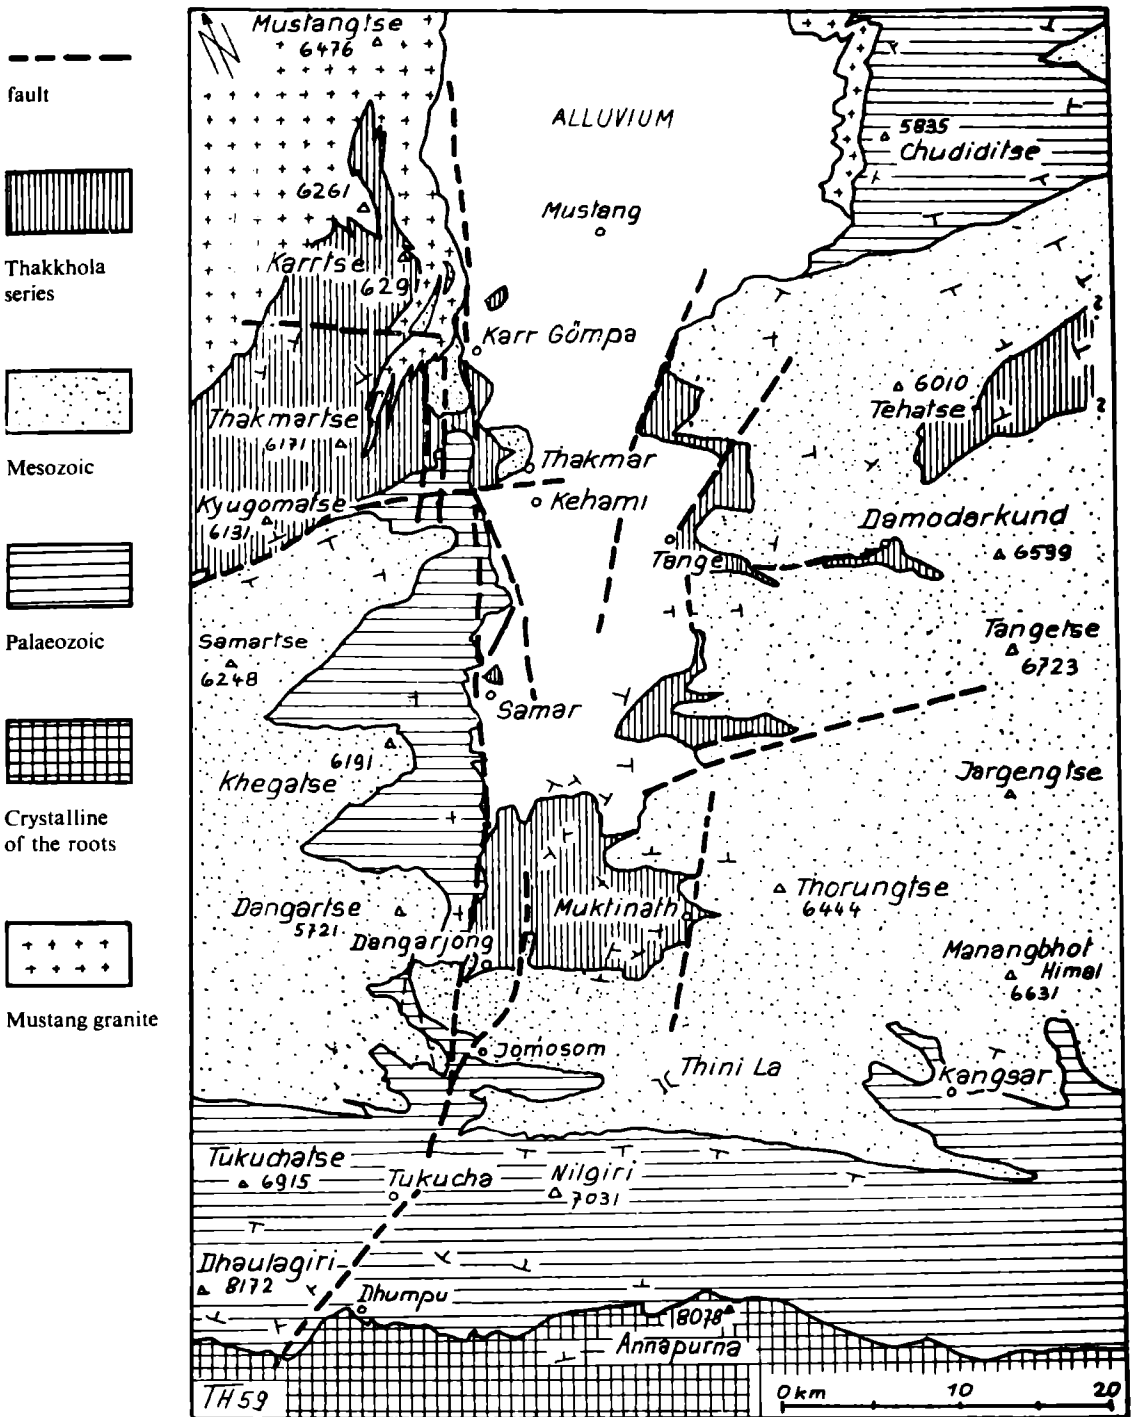 fault
Thakkhola
series
Mesozoic
Palaeozoic
Crystalline
of the roots
Mustang granite
Mustangtse
6476
ALLUVIUM
5835
Chudiditse
6261
Mustang
Karrtse
629
Karr Gömpa
6010
Tehatse
Thakmartse
6171
Thakmar
Kyugomatse
6131
Kehami
Damodarkund
6599
Tange
Samartse
6248
Tangetse
6723
Samar
6191
Khegatse
Jargengtse
Dangartse
5721
Muktinath
Thorungtse
6444
Dangarjong
Manangbhot
Himal
6631
Jomosom
Thini La
Kangsar
Tukuchatse
6915
Tukucha
Nilgiri
7031
Dhaulagiri
8172
Dhumpu
8078
Annapurna
TH 59
0 km 10 20